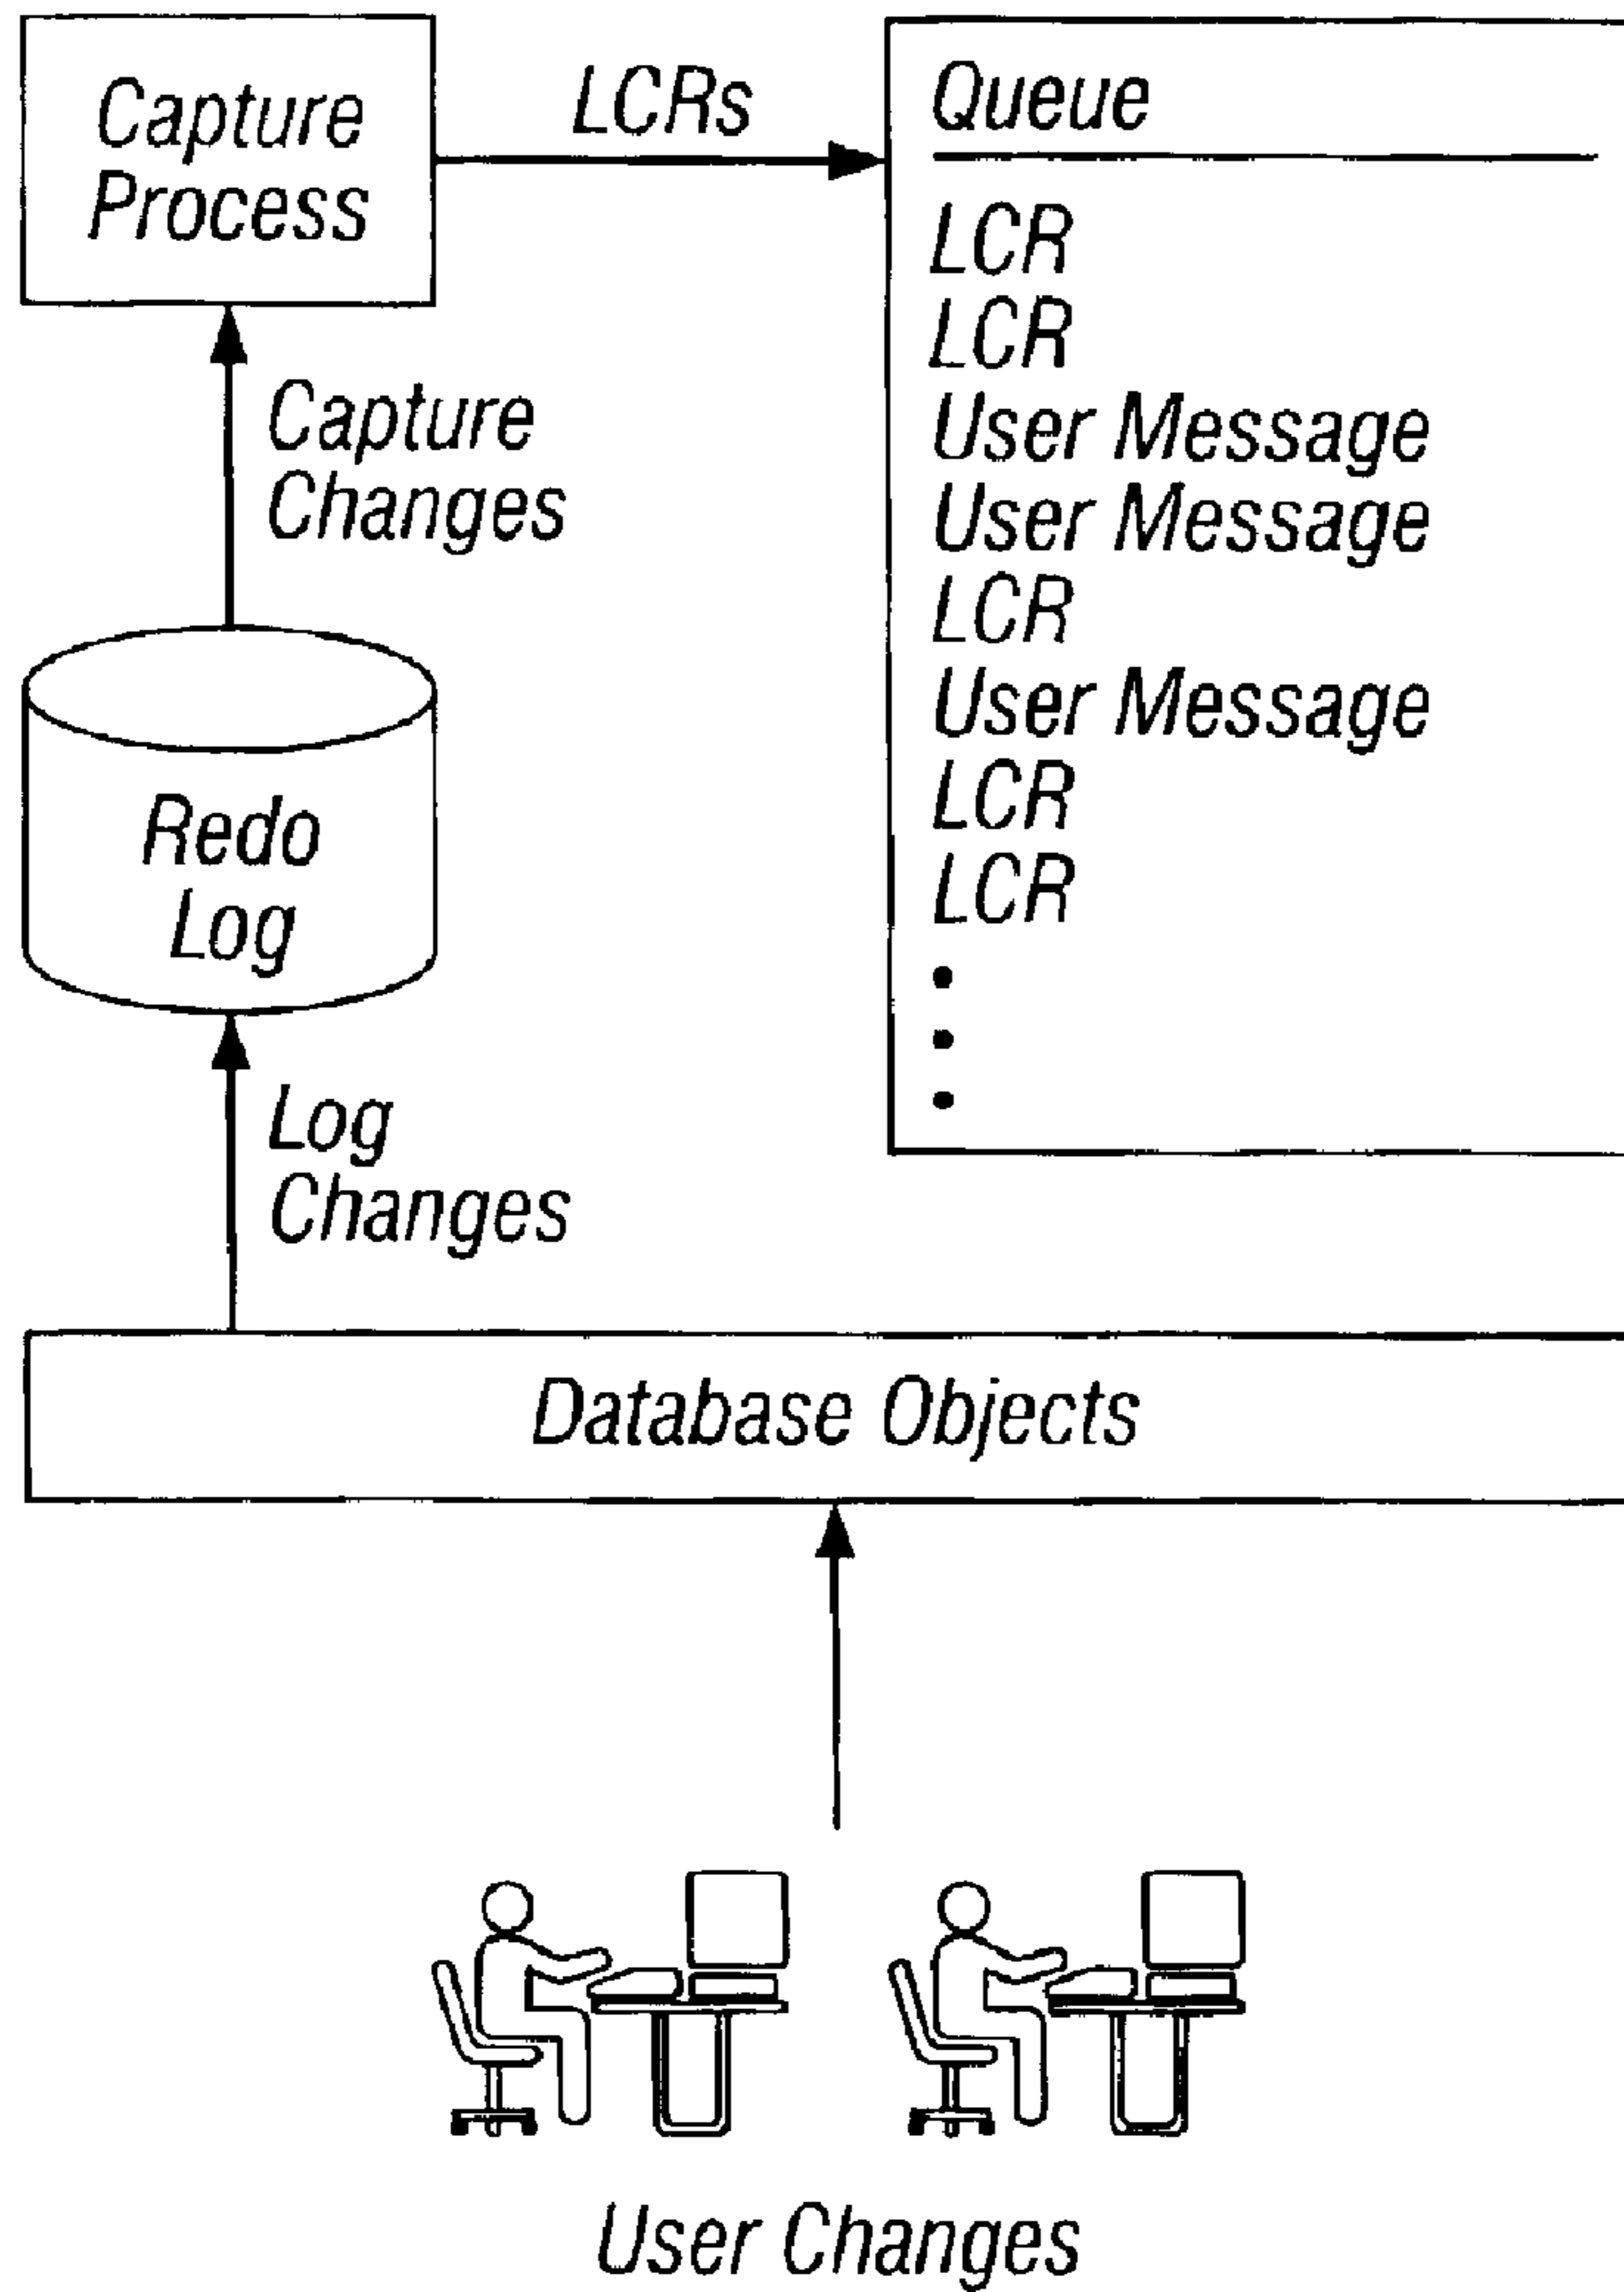 Capture
Process
LCRs
Queue
LCR
LCR
User Message
User Message
LCR
User Message
LCR
LCR
Capture
Changes
Redo
Log
Log
Changes
Database Objects
User Changes